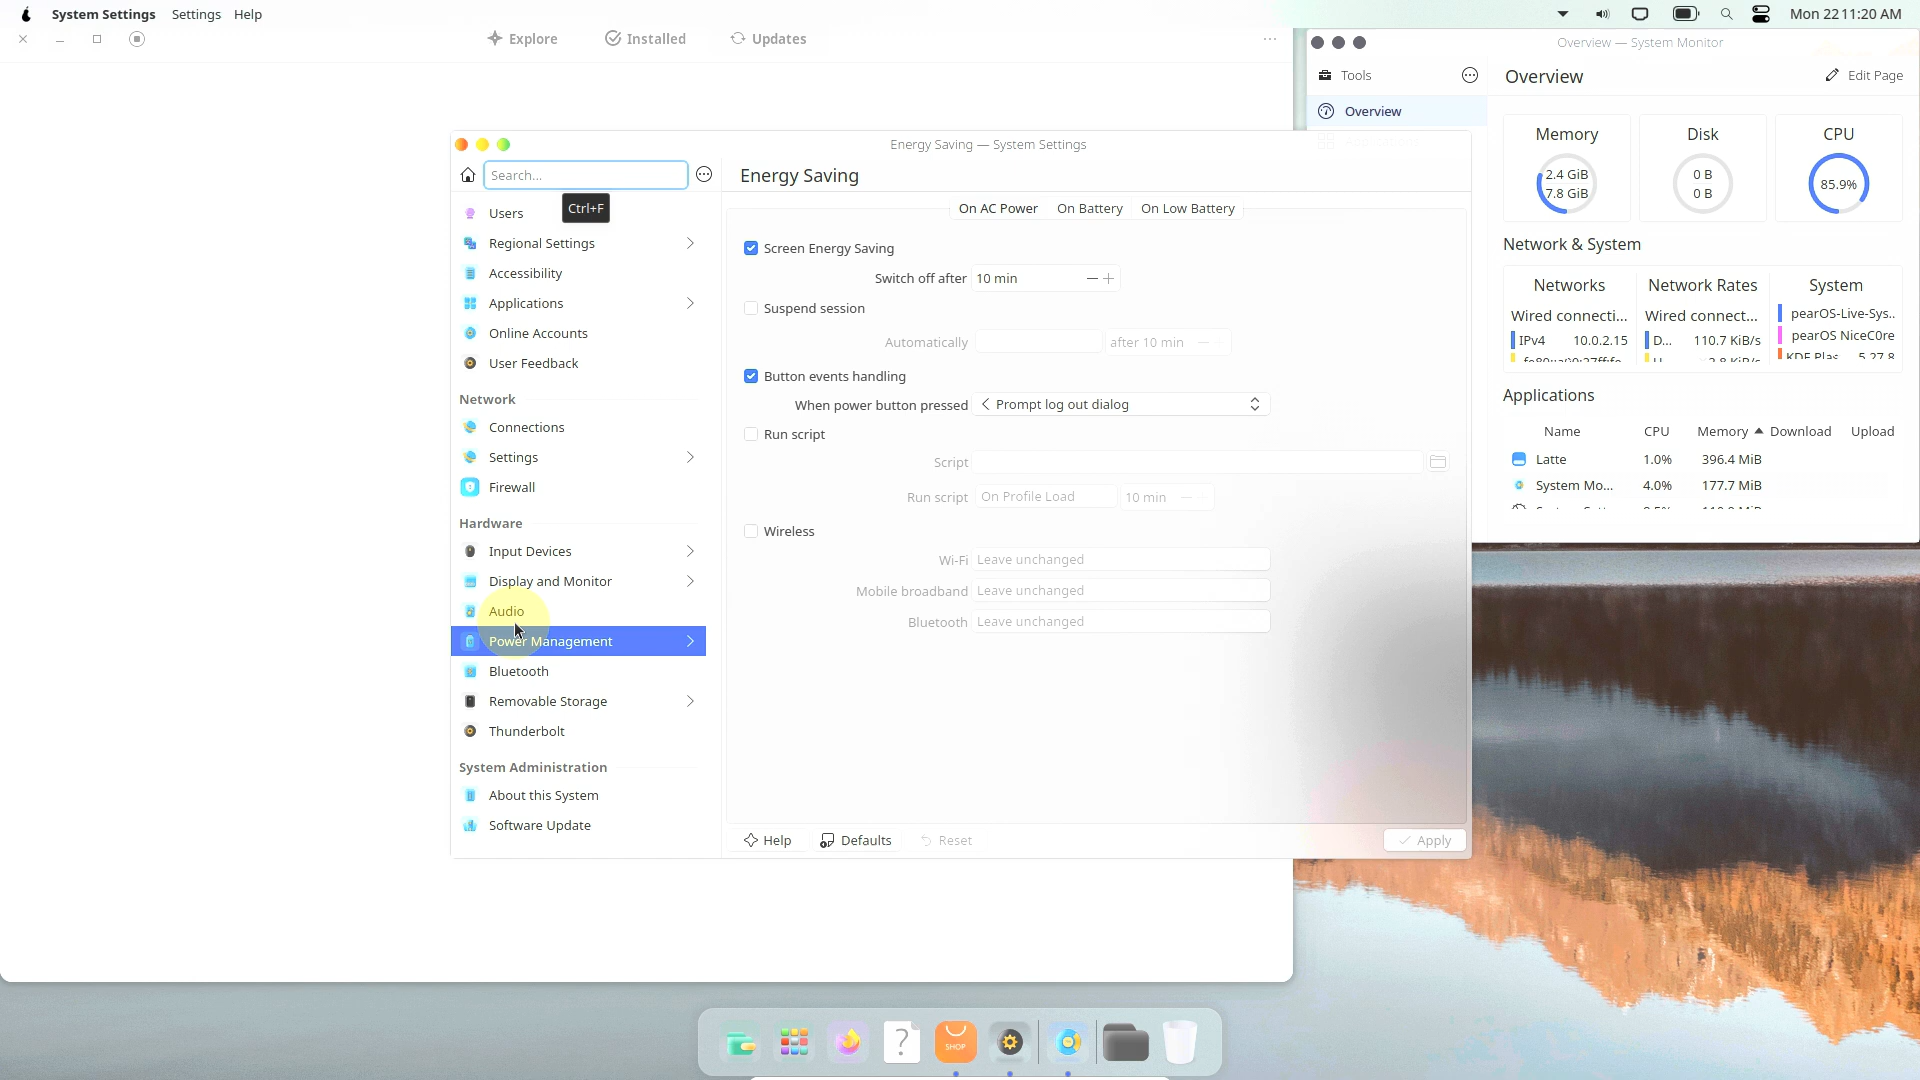 System Settings Settings Help
Mon 22 11:20 AM
Explore Installed Updates
Overview — System Monitor
Tools
Overview
Edit Page
Overview
Memory Disk CPU
2.4 GiB
7.8 GiB
0 B
0 B
85.9%
Network & System
Networks Network Rates System
Wired connecti... Wired connect... pearOS-Live-Sys..
pearOS NiceC0re
IPv4 10.0.2.15 D... 110.7 KiB/s
KDE Plas 5.27.8
Applications
Name CPU Memory Download Upload
Latte 1.0% 396.4 MiB
System Mo... 4.0% 177.7 MiB
Energy Saving — System Settings
Search...
Ctrl+F
Energy Saving
Users
Regional Settings
Accessibility
Applications
Online Accounts
User Feedback
Network
Connections
Settings
Firewall
Hardware
Input Devices
Display and Monitor
Audio
Power Management
Bluetooth
Removable Storage
Thunderbolt
System Administration
About this System
Software Update
On AC Power On Battery On Low Battery
Screen Energy Saving
Switch off after 10 min
Suspend session
Automatically after 10 min
Button events handling
When power button pressed Prompt log out dialog
Run script
Script
Run script On Profile Load 10 min
Wireless
Wi-Fi Leave unchanged
Mobile broadband Leave unchanged
Bluetooth Leave unchanged
Help Defaults Reset Apply
SHOP